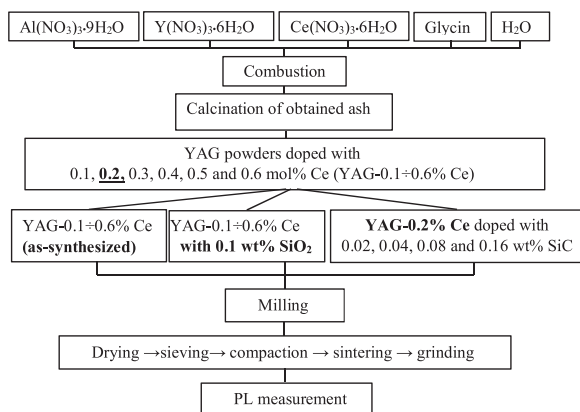 Al(NO₃)₃•9H₂O Y(NO₃)₃•6H₂O Ce(NO₃)₃•6H₂O Glycin H₂O
Combustion
Calcination of obtained ash
YAG powders doped with
0.1, 0.2, 0.3, 0.4, 0.5 and 0.6 mol% Ce (YAG-0.1÷0.6% Ce)
YAG-0.1÷0.6% Ce
(as-synthesized)
YAG-0.1÷0.6% Ce
with 0.1 wt% SiO₂
YAG-0.2% Ce doped with
0.02, 0.04, 0.08 and 0.16 wt% SiC
Milling
Drying →sieving→ compaction → sintering → grinding
PL measurement